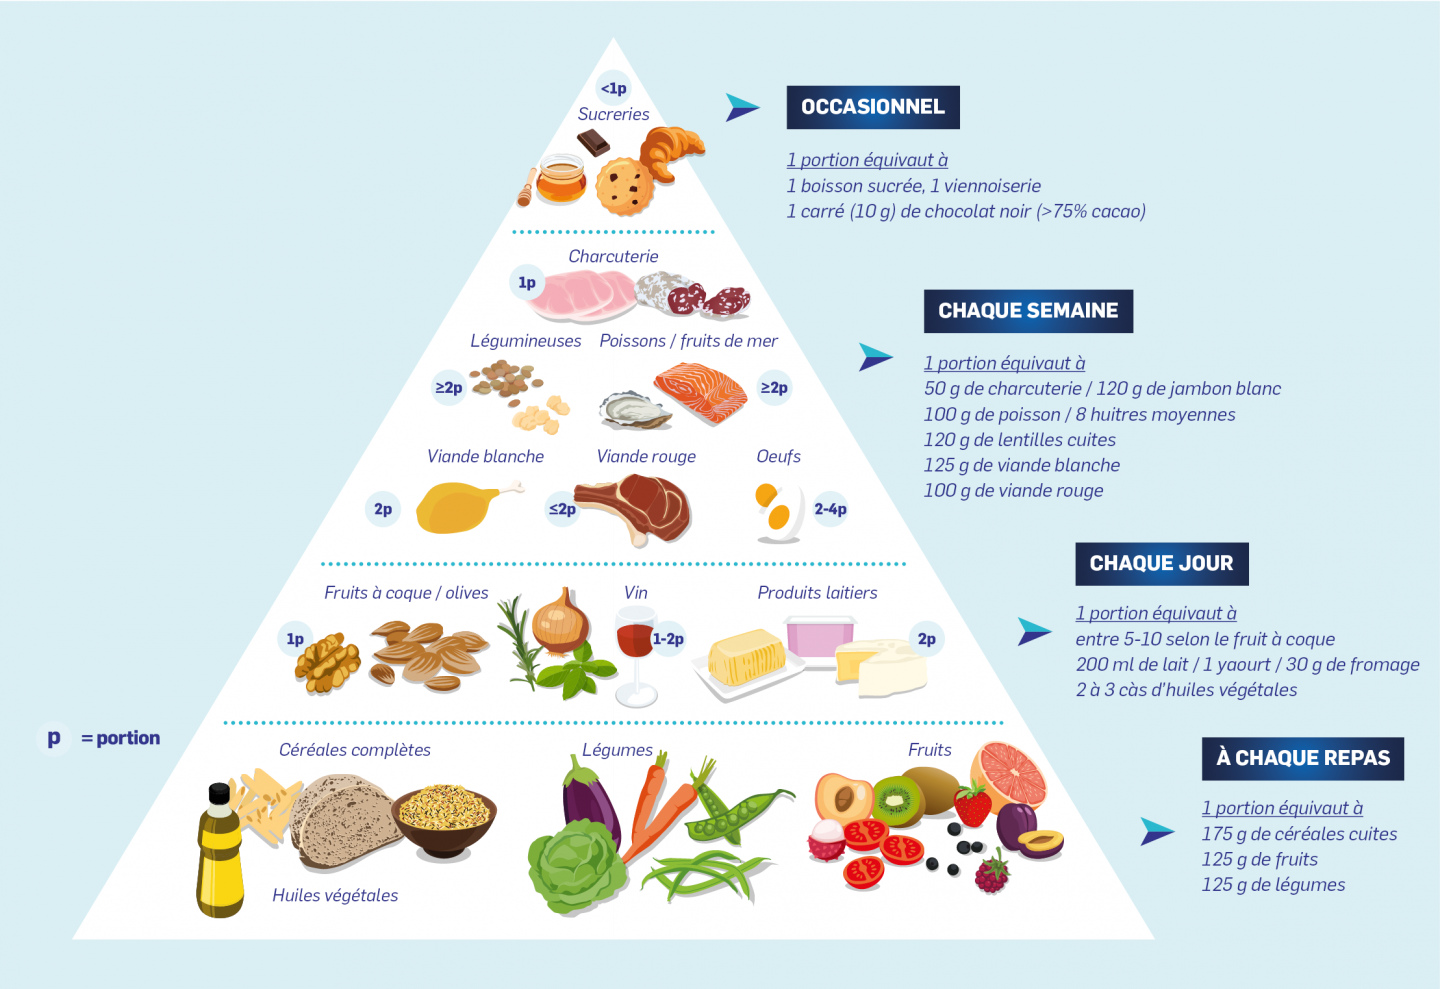 <1p
Sucreries
OCCASIONNEL
1 portion équivaut à
1 boisson sucrée, 1 viennoiserie
1 carré (10 g) de chocolat noir (>75% cacao)
Charcuterie
1p
Légumineuses
Poissons / fruits de mer
≥2p
≥2p
Viande blanche
Viande rouge
Oeufs
2p
≤2p
2-4p
CHAQUE SEMAINE
1 portion équivaut à
50 g de charcuterie / 120 g de jambon blanc
100 g de poisson / 8 huitres moyennes
120 g de lentilles cuites
125 g de viande blanche
100 g de viande rouge
Fruits à coque / olives
Vin
Produits laitiers
1p
1-2p
2p
CHAQUE JOUR
1 portion équivaut à
entre 5-10 selon le fruit à coque
200 ml de lait / 1 yaourt / 30 g de fromage
2 à 3 càs d'huiles végétales
p = portion
Céréales complètes
Légumes
Fruits
Huiles végétales
À CHAQUE REPAS
1 portion équivaut à
175 g de céréales cuites
125 g de fruits
125 g de légumes